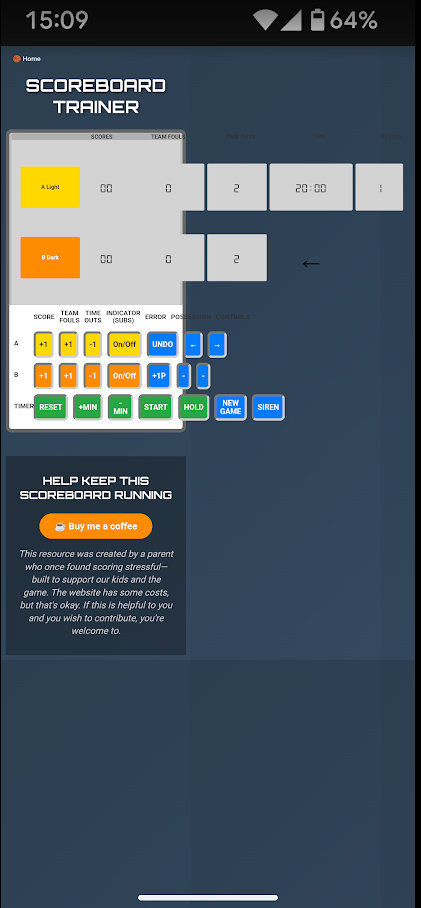 15:09 64%
🏀 Home
SCOREBOARD
TRAINER
SCORES TEAM FOULS
A Light 00 0 2 20:00 1
B Dark 00 0 2 ←
SCORE TEAM FOULS TIME OUTS INDICATOR (SUBS) ERROR POSSESSION CONTROLS
A +1 +1 -1 On/Off UNDO ← →
B +1 +1 -1 On/Off +1P - -
TIMER RESET +MIN -MIN START HOLD NEW GAME SIREN
HELP KEEP THIS
SCOREBOARD RUNNING
☕ Buy me a coffee
This resource was created by a parent
who once found scoring stressful—
built to support our kids and the
game. The website has some costs,
but that's okay. If this is helpful to you
and you wish to contribute, you're
welcome to.